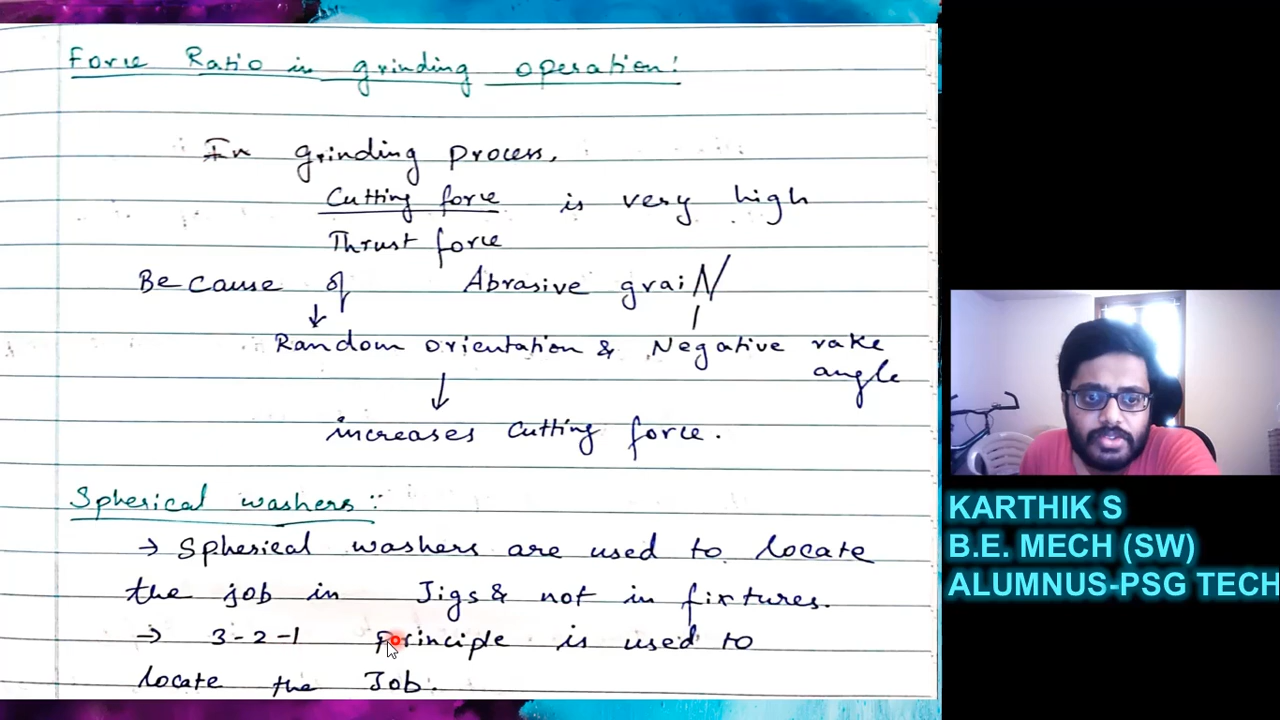 Force Ratio in grinding operation:
In grinding process,
Cutting force is very high
Thrust force
Because of Abrasive graiN
Random orientation & Negative rake
angle
increases cutting force.
Spherical washers:
→ Spherical washers are used to locate
the job in Jigs & not in fixtures.
→ 3-2-1 principle is used to
locate the Job.
KARTHIK S
B.E. MECH (SW)
ALUMNUS-PSG TECH